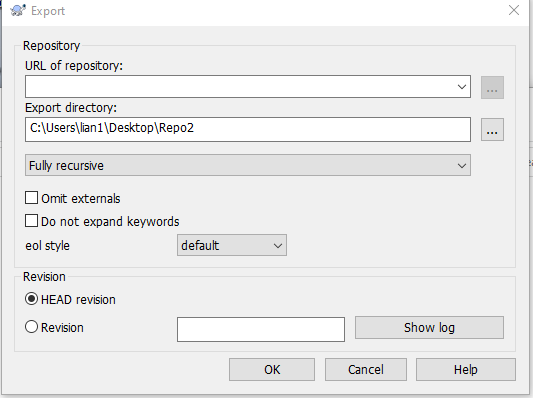 Export
Repository
URL of repository:
...
Export directory:
C:\Users\lian1\Desktop\Repo2
...
Fully recursive
Omit externals
Do not expand keywords
eol style default
Revision
HEAD revision
Revision Show log
OK Cancel Help